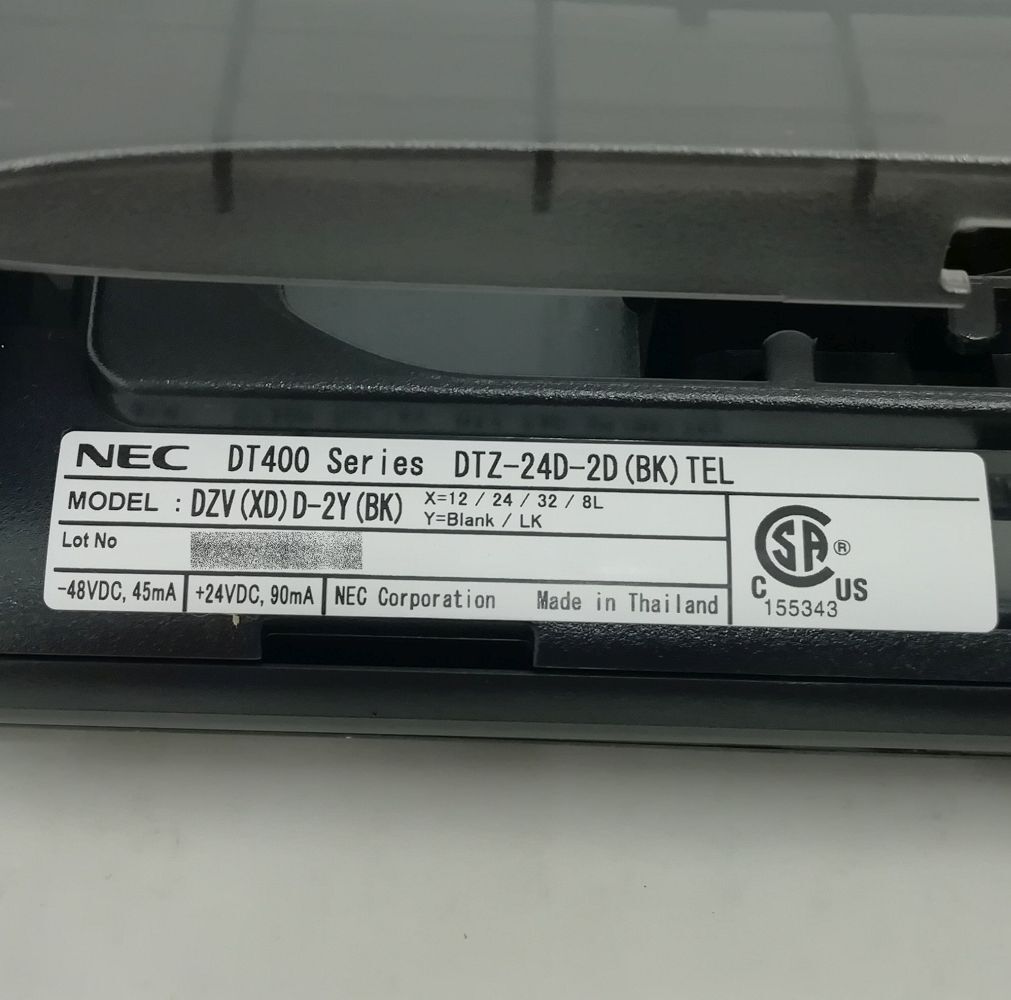 NEC DT400 Series DTZ-24D-2D(BK)TEL
MODEL : DZV(XD)D-2Y(BK) X=12 / 24 / 32 / 8L
Y=Blank / LK
Lot No
-48VDC, 45mA +24VDC, 90mA NEC Corporation Made in Thailand
CSA ®
C US
155343